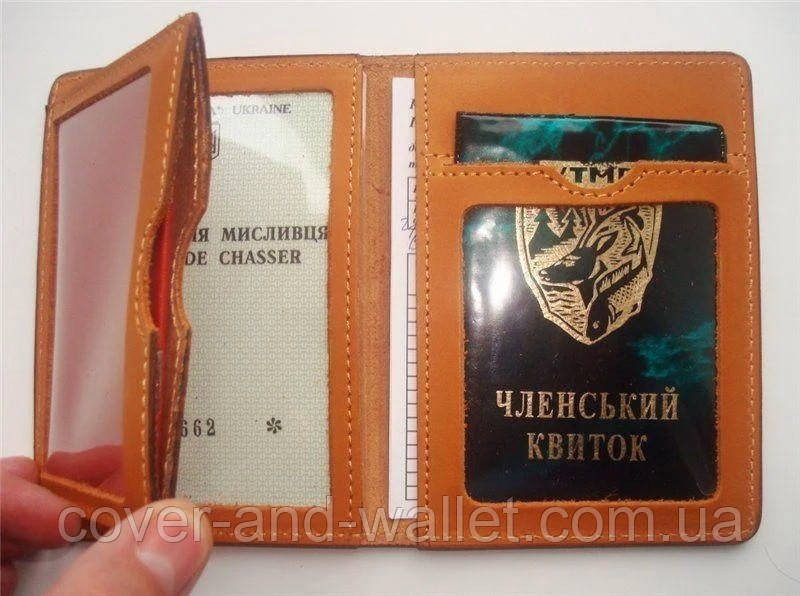 UKRAINE
МИСЛИВЦЯ
DE CHASSER
662 *
УТМР
ЧЛЕНСЬКИЙ
КВИТОК
cover-and-wallet.com.ua